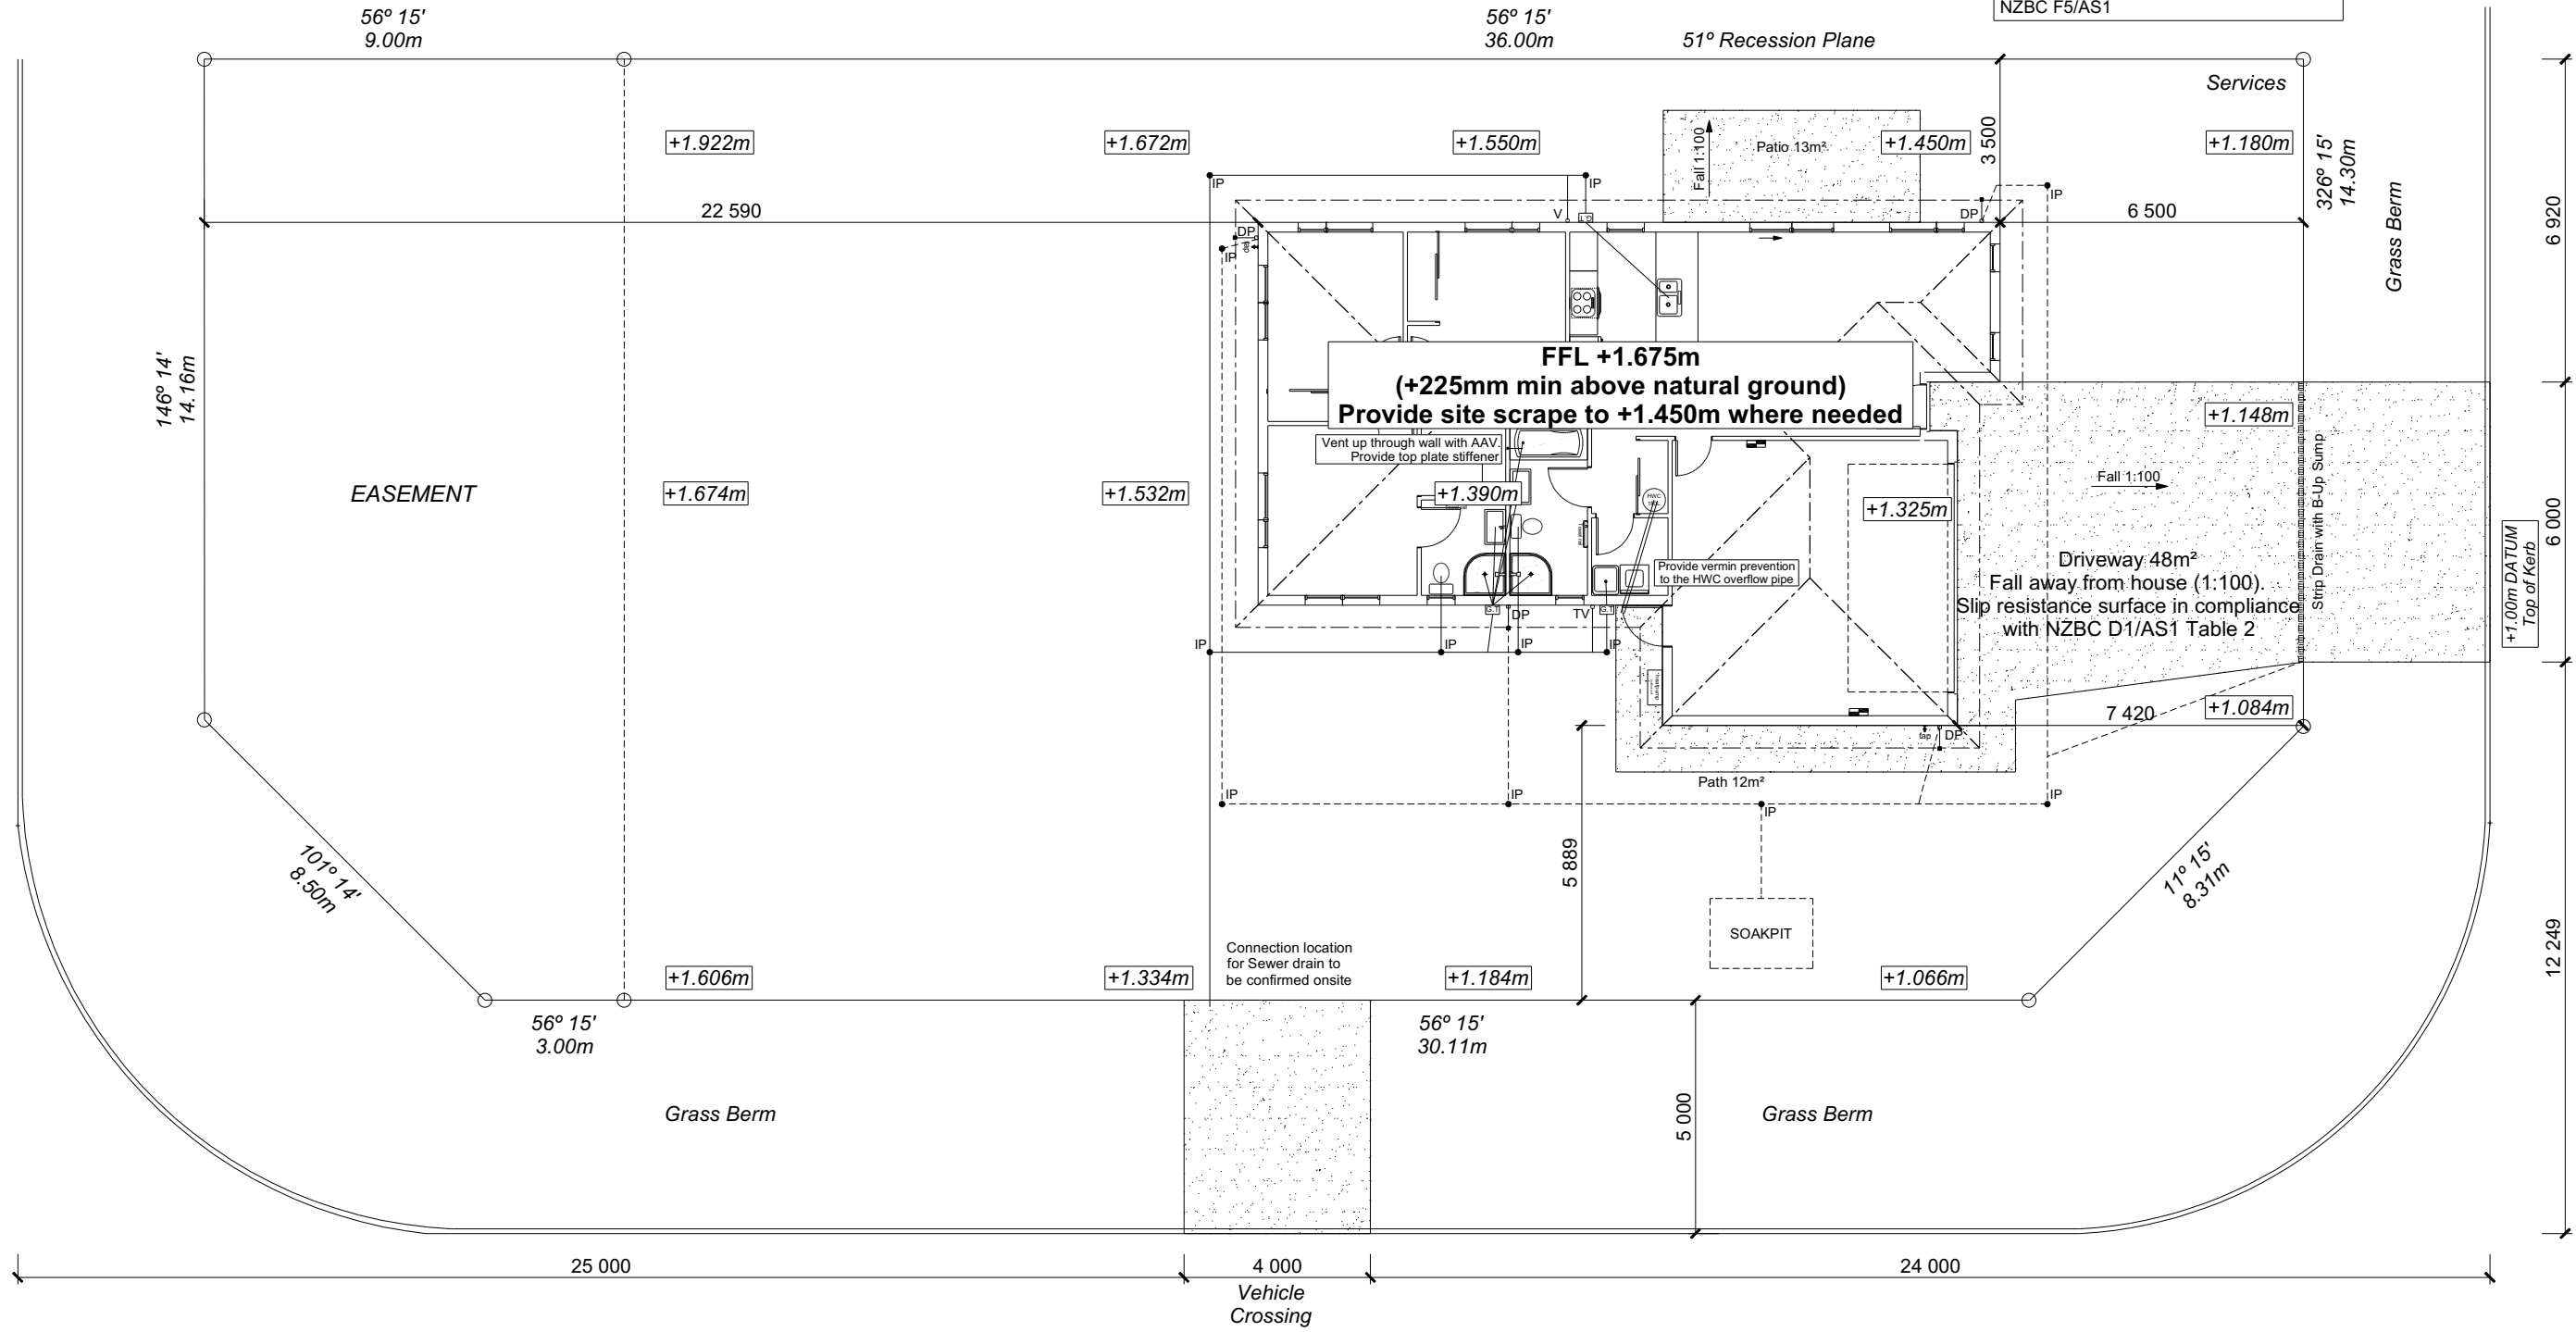 NZBC F5/AS1
56º 15'
9.00m
56º 15'
36.00m
51º Recession Plane
Services
+1.922m
+1.672m
+1.550m
Fall 1:100
Patio 13m²
+1.450m
3 500
+1.180m
326º 15'
14.30m
Grass Berm
6 920
IP
IP
IP
22 590
V
G.T
DP
6 500
DP
IP
146º 14'
14.16m
FFL +1.675m
(+225mm min above natural ground)
Provide site scrape to +1.450m where needed
Vent up through wall with AAV.
Provide top plate stiffener
+1.148m
Strip Drain with B-Up Sump
Fall 1:100
EASEMENT
+1.674m
+1.532m
+1.390m
HWC
+1.325m
6 000
+1.00m DATUM
Top of Kerb
Provide vermin prevention
to the HWC overflow pipe
Driveway 48m²
Fall away from house (1:100).
Slip resistance surface in compliance
with NZBC D1/AS1 Table 2
G.T
DP
TV
G.T
IP
IP
IP
IP
7 420
+1.084m
tap
DP
Path 12m²
IP
IP
IP
IP
101º 14'
8.50m
5 889
11º 15'
8.31m
SOAKPIT
Connection location
for Sewer drain to
be confirmed onsite
+1.606m
+1.334m
+1.184m
+1.066m
12 249
56º 15'
3.00m
56º 15'
30.11m
Grass Berm
5 000
Grass Berm
25 000
4 000
24 000
Vehicle
Crossing